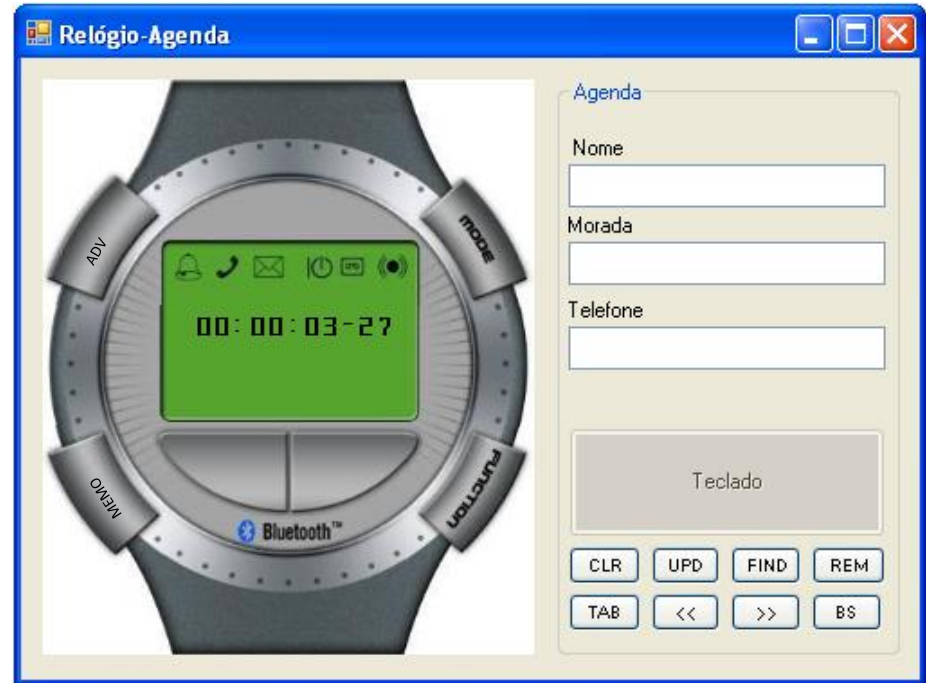 Relógio-Agenda
ADV
MODE
00:00:03-27
MEMO
FUNCTION
Bluetooth™
Agenda
Nome
Morada
Telefone
Teclado
CLR UPD FIND REM
TAB << >> BS